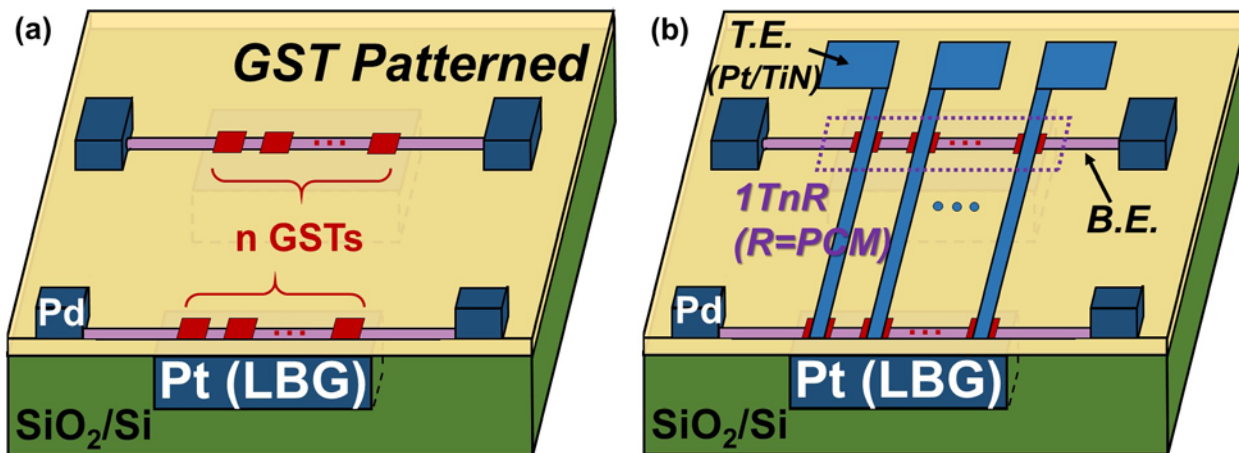 (a)
GST Patterned
n GSTs
Pd
Pt (LBG)
SiO₂/Si
(b)
T.E.
(Pt/TiN)
1TnR
(R=PCM)
B.E.
Pd
Pt (LBG)
SiO₂/Si